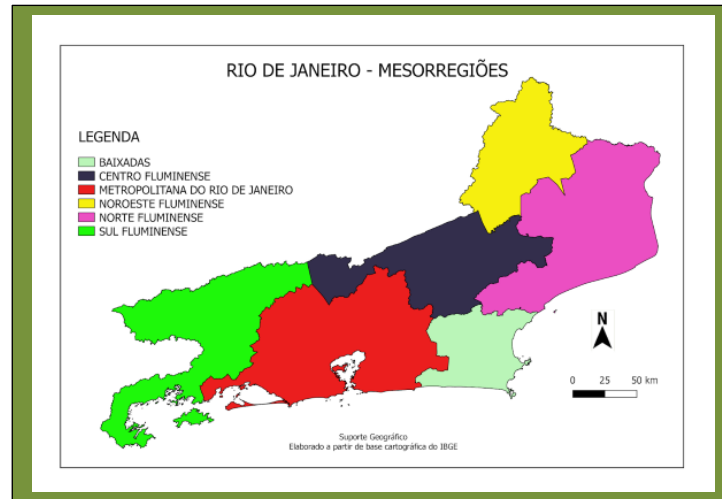 RIO DE JANEIRO - MESORREGIÕES
LEGENDA
BAIXADAS
CENTRO FLUMINENSE
METROPOLITANA DO RIO DE JANEIRO
NOROESTE FLUMINENSE
NORTE FLUMINENSE
SUL FLUMINENSE
N
0 25 50 km
Suporte Geográfico
Elaborado a partir de base cartográfica do IBGE